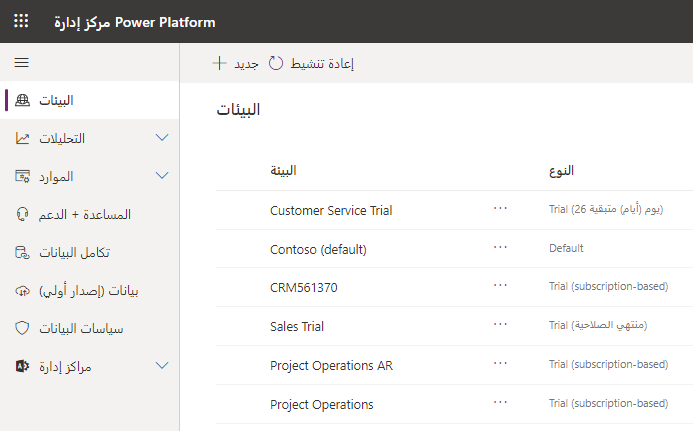 مركز إدارة Power Platform
جديد
إعادة تنشيط
البيئات
التحليلات
الموارد
المساعدة + الدعم
تكامل البيانات
بيانات (إصدار أولي)
سياسات البيانات
مراكز إدارة
البيئات
البيئة
النوع
Customer Service Trial
Trial (يوم (أيام) متبقية 26)
Contoso (default)
Default
CRM561370
Trial (subscription-based)
Sales Trial
Trial (منتهي الصلاحية)
Project Operations AR
Trial (subscription-based)
Project Operations
Trial (subscription-based)